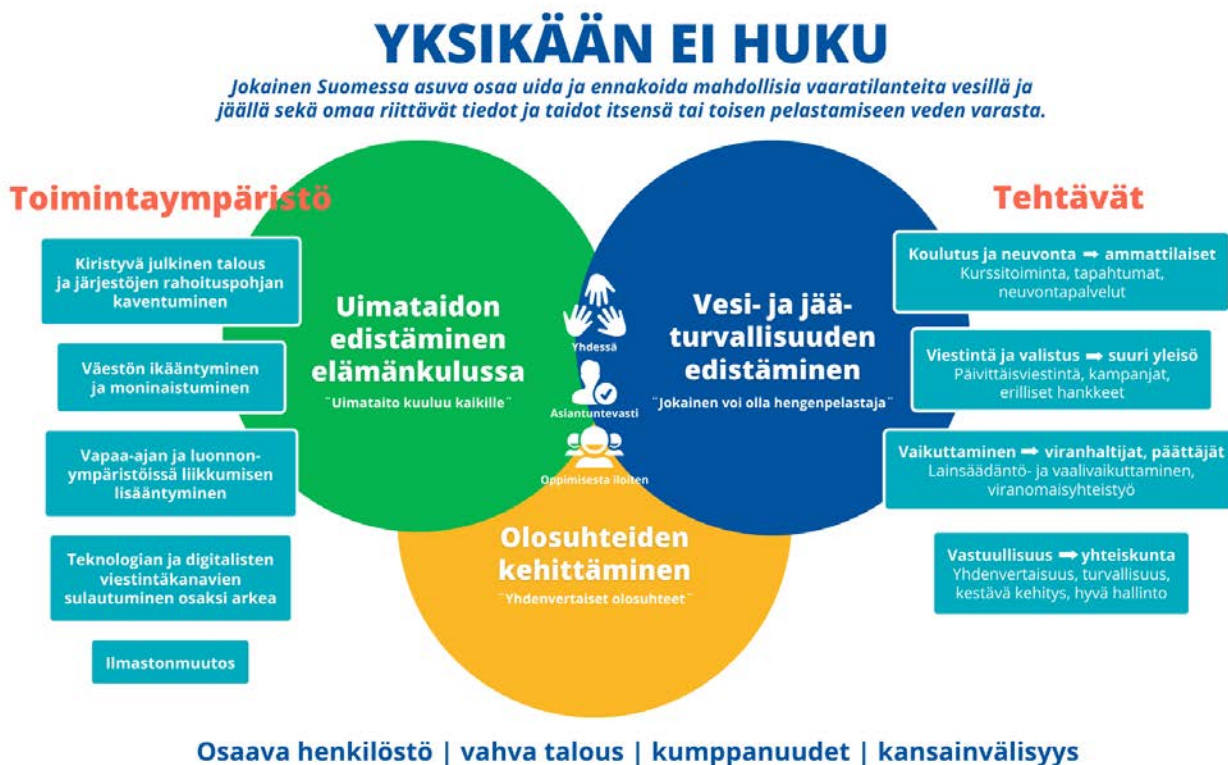 YKSIKÄÄN EI HUKU
Jokainen Suomessa asuva osaa uida ja ennakoida mahdollisia vaaratilanteita vesillä ja
jäällä sekä omaa riittävät tiedot ja taidot itsensä tai toisen pelastamiseen veden varasta.
Toimintaympäristö
Kiristyvä julkinen talous
ja järjestöjen rahoituspohjan
kaventuminen
Väestön ikääntyminen
ja moninaistuminen
Vapaa-ajan ja luonnon-
ympäristöissä liikkumisen
lisääntyminen
Teknologian ja digitalisten
viestintäkanavien
sulautuminen osaksi arkea
Ilmastonmuutos
Uimataidon
edistäminen
elämänkulussa
¨Uimataito kuuluu kaikille¨
Yhdessä
Asiantuntevasti
Oppimisesta iloiten
Vesi- ja jää-
turvallisuuden
edistäminen
¨Jokainen voi olla hengenpelastaja¨
Olosuhteiden
kehittäminen
¨Yhdenvertaiset olosuhteet¨
Tehtävät
Koulutus ja neuvonta ➡ ammattilaiset
Kurssitoiminta, tapahtumat,
neuvontapalvelut
Viestintä ja valistus ➡ suuri yleisö
Päivittäisviestintä, kampanjat,
erilliset hankkeet
Vaikuttaminen ➡ viranhaltijat, päättäjät
Lainsäädäntö- ja vaalivaikuttaminen,
viranomaisyhteistyö
Vastuullisuus ➡ yhteiskunta
Yhdenvertaisuus, turvallisuus,
kestävä kehitys, hyvä hallinto
Osaava henkilöstö | vahva talous | kumppanuudet | kansainvälisyys